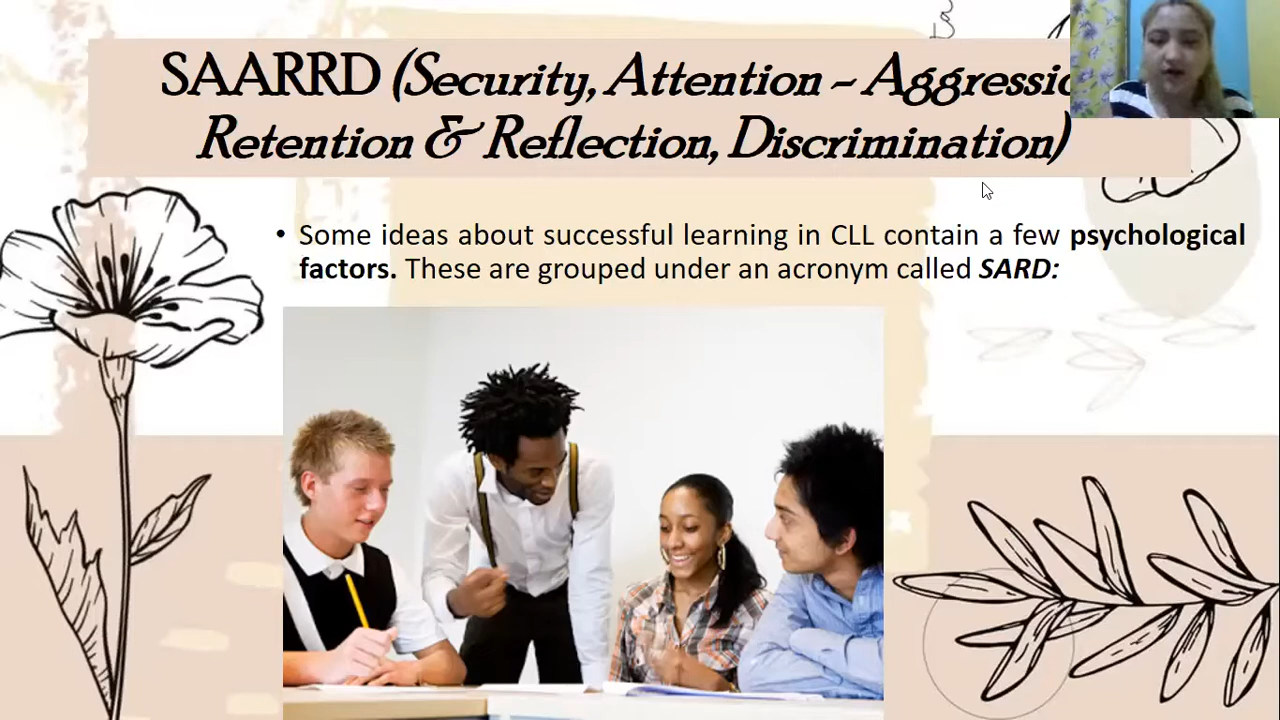 SAARRD (Security, Attention ~ Aggressio
Retention & Reflection, Discrimination)
• Some ideas about successful learning in CLL contain a few psychological
factors. These are grouped under an acronym called SARD: